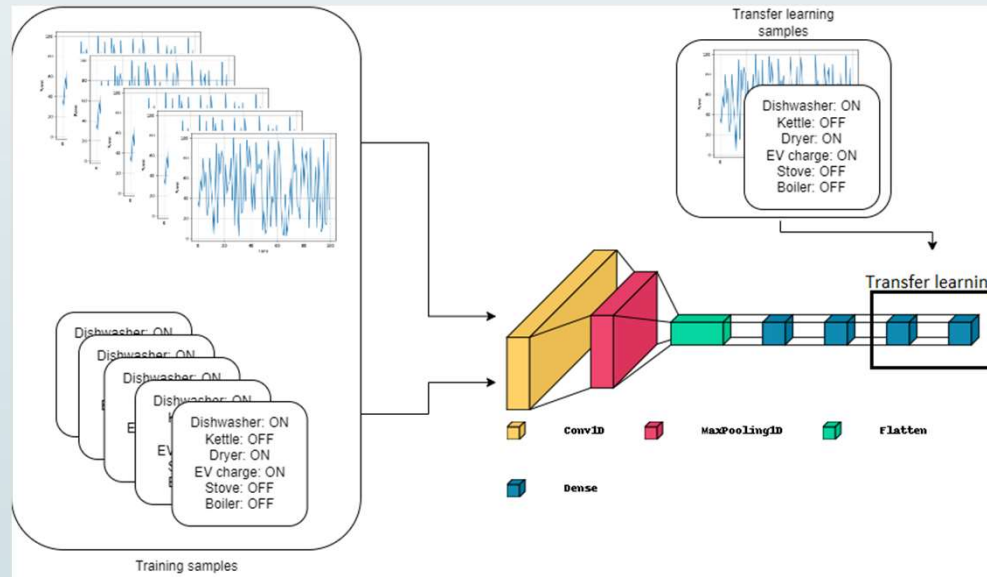 Transfer learning
samples
Dishwasher: ON
Kettle: OFF
Dryer: ON
EV charge: ON
Stove: OFF
Boiler: OFF
Transfer learnin
Dishwasher: ON
Dishwasher: ON
Dishwasher: ON
Dishwasher: ON
Dishwasher: ON
Kettle: OFF
Dryer: ON
EV charge: ON
Stove: OFF
Boiler: OFF
Conv1D
MaxPooling1D
Flatten
Dense
Training samples